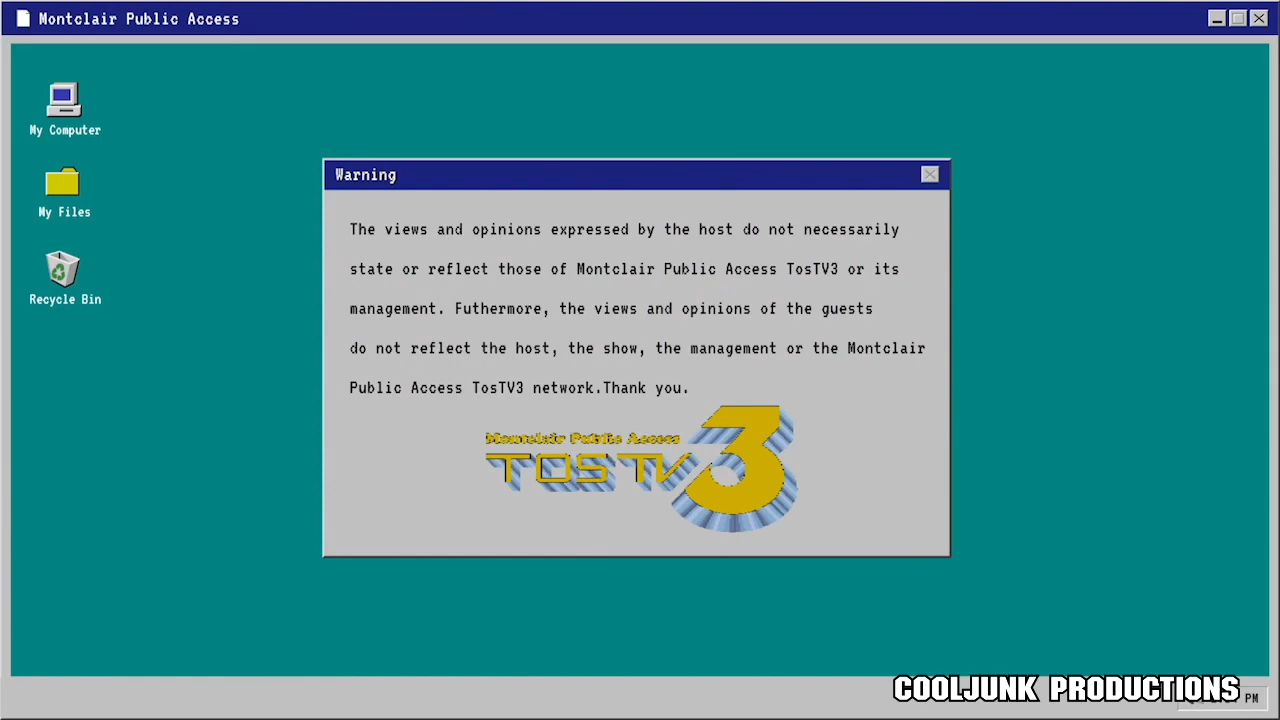 Montclair Public Access
My Computer
My Files
Recycle Bin
Warning
The views and opinions expressed by the host do not necessarily
state or reflect those of Montclair Public Access TosTV3 or its
management. Futhermore, the views and opinions of the guests
do not reflect the host, the show, the management or the Montclair
Public Access TosTV3 network.Thank you.
Montclair Public Access
TOSTV3
COOLJUNK PRODUCTIONS
PM